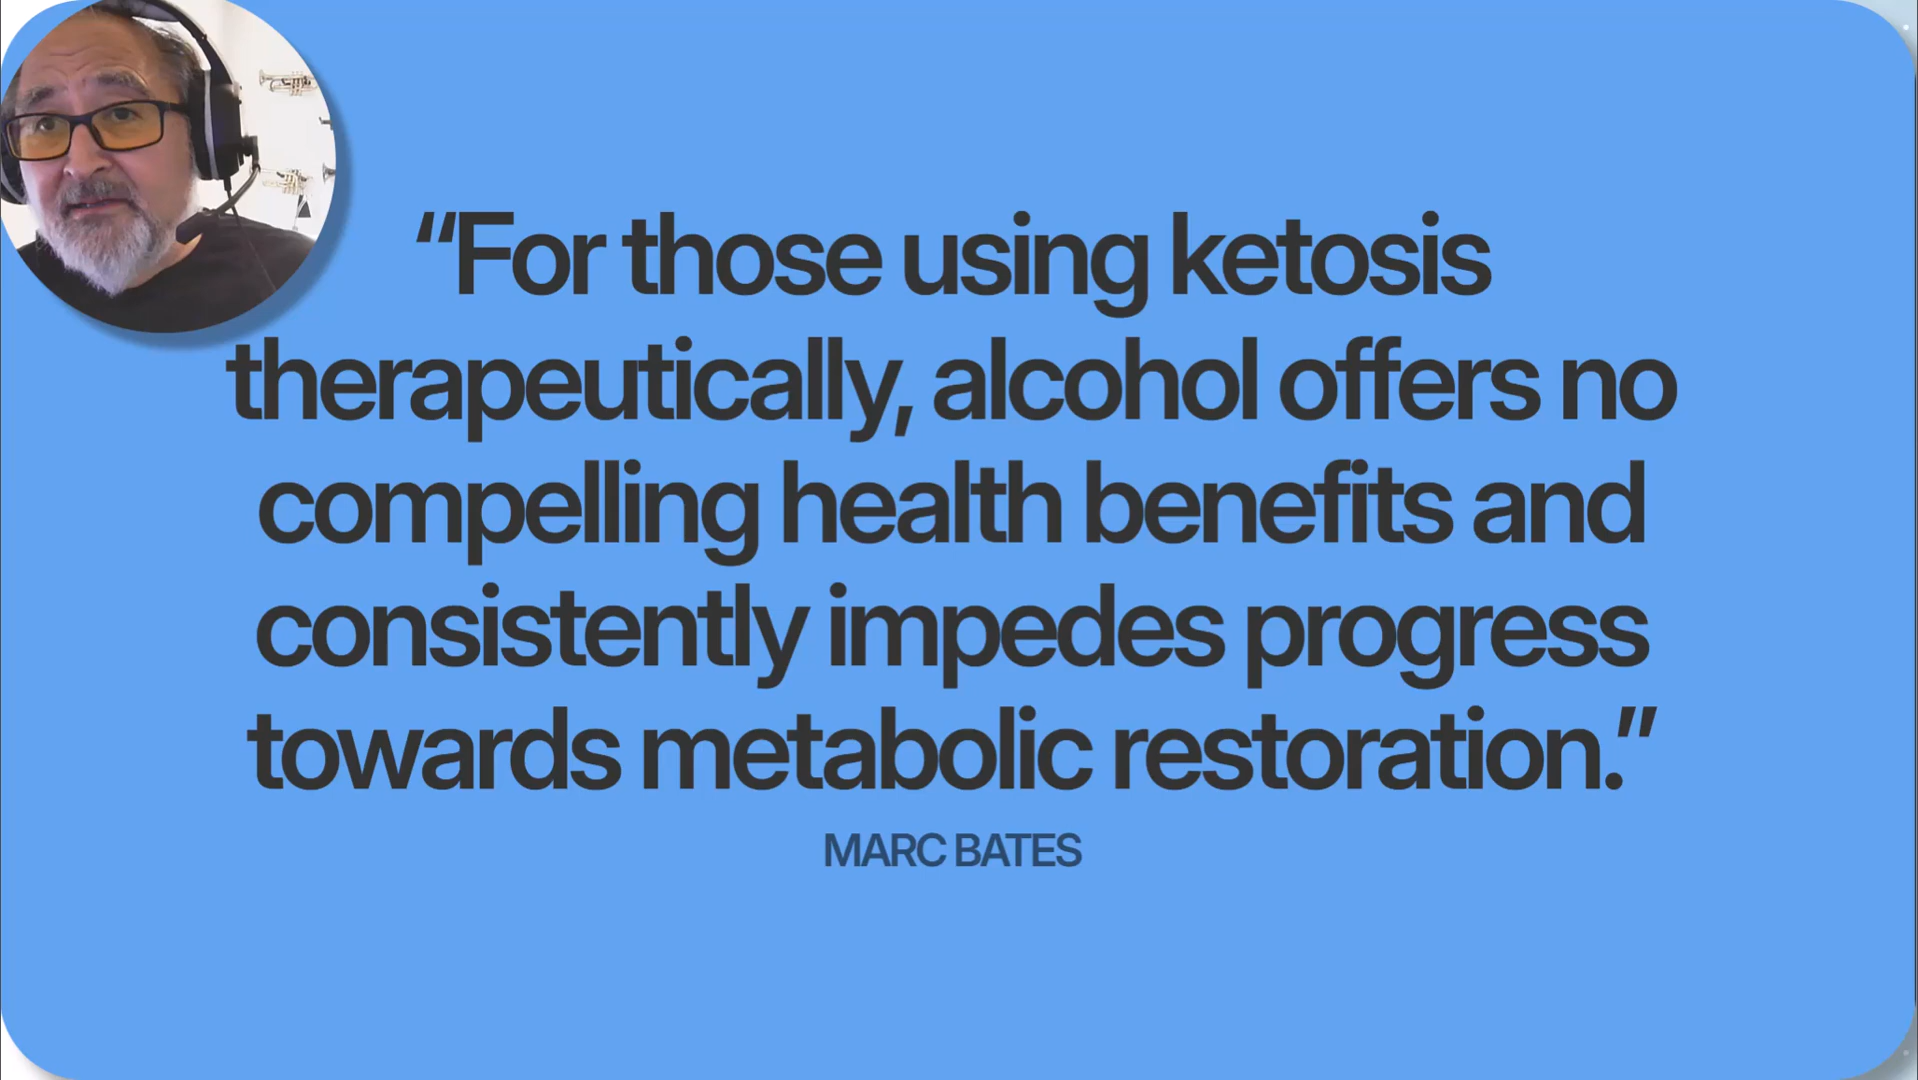 “For those using ketosis
therapeutically, alcohol offers no
compelling health benefits and
consistently impedes progress
towards metabolic restoration.”
MARC BATES